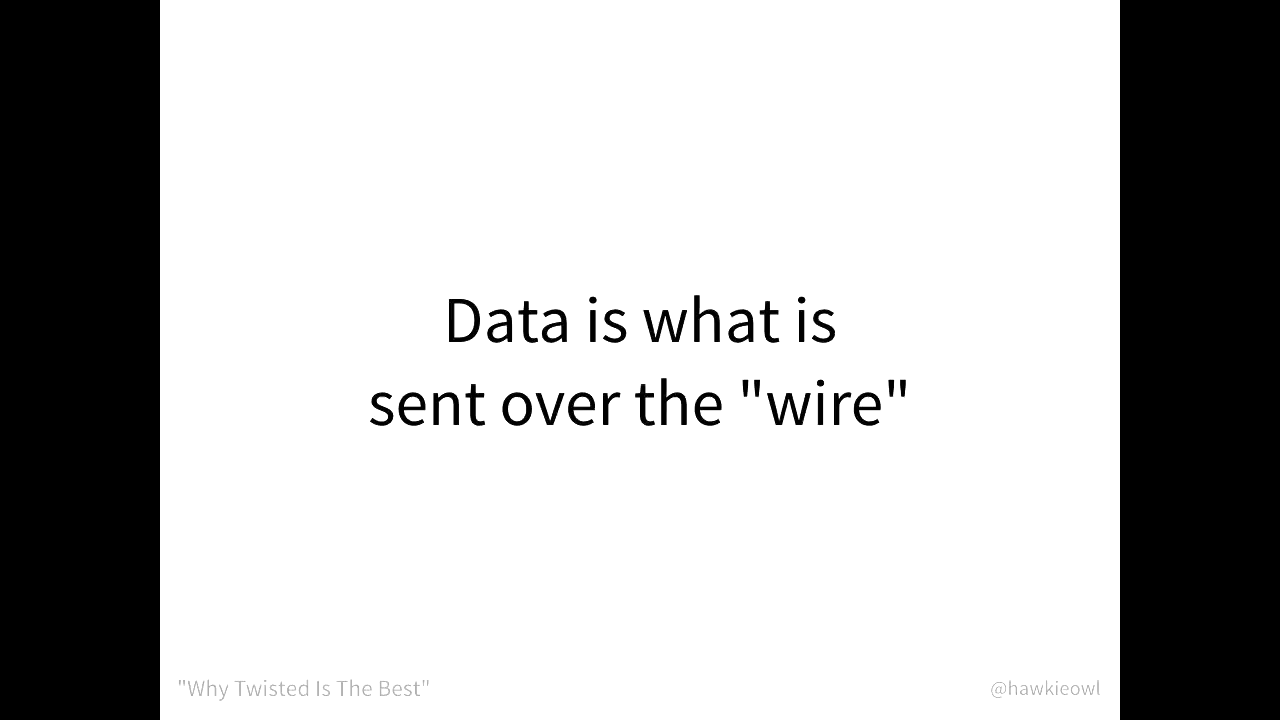 Data is what is
sent over the "wire"
"Why Twisted Is The Best"
@hawkieowl